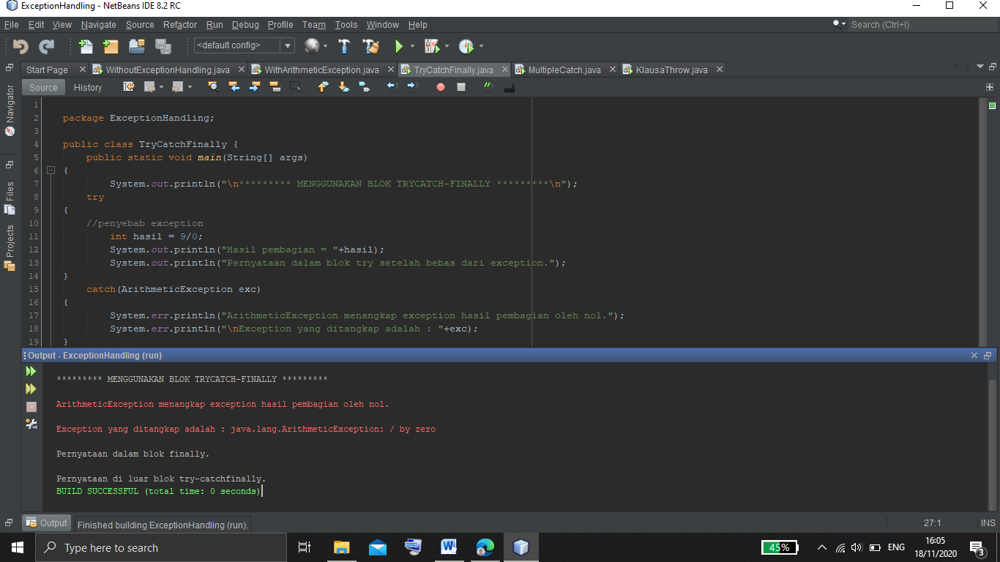 ExceptionHandling - NetBeans IDE 8.2 RC
File Edit View Navigate Source Refactor Run Debug Profile Team Tools Window Help
Search (Ctrl+I)
<default config>
Start Page WithoutExceptionHandling.java WithArithmeticException.java TryCatchFinally.java MultipleCatch.java KlausaThrow.java
Source History
Navigator
Files
Projects
1
2 package ExceptionHandling;
3
4 public class TryCatchFinally {
5 public static void main(String[] args)
6 {
7 System.out.println("\n********* MENGGUNAKAN BLOK TRYCATCH-FINALLY *********\n");
8 try
9 {
10 //penyebab exception
11 int hasil = 9/0;
12 System.out.println("Hasil pembagian = "+hasil);
13 System.out.println("Pernyataan dalam blok try setelah bebas dari exception.");
14 }
15 catch(ArithmeticException exc)
16 {
17 System.err.println("ArithmeticException menangkap exception hasil pembagian oleh nol.");
18 System.err.println("\nException yang ditangkap adalah : "+exc);
19 }
Output - ExceptionHandling (run)
********* MENGGUNAKAN BLOK TRYCATCH-FINALLY *********
ArithmeticException menangkap exception hasil pembagian oleh nol.
Exception yang ditangkap adalah : java.lang.ArithmeticException: / by zero
Pernyataan dalam blok finally.
Pernyataan di luar blok try-catchfinally.
BUILD SUCCESSFUL (total time: 0 seconds)
Output Finished building ExceptionHandling (run). 27:1 INS
Type here to search
45%
ENG
16:05
18/11/2020
3